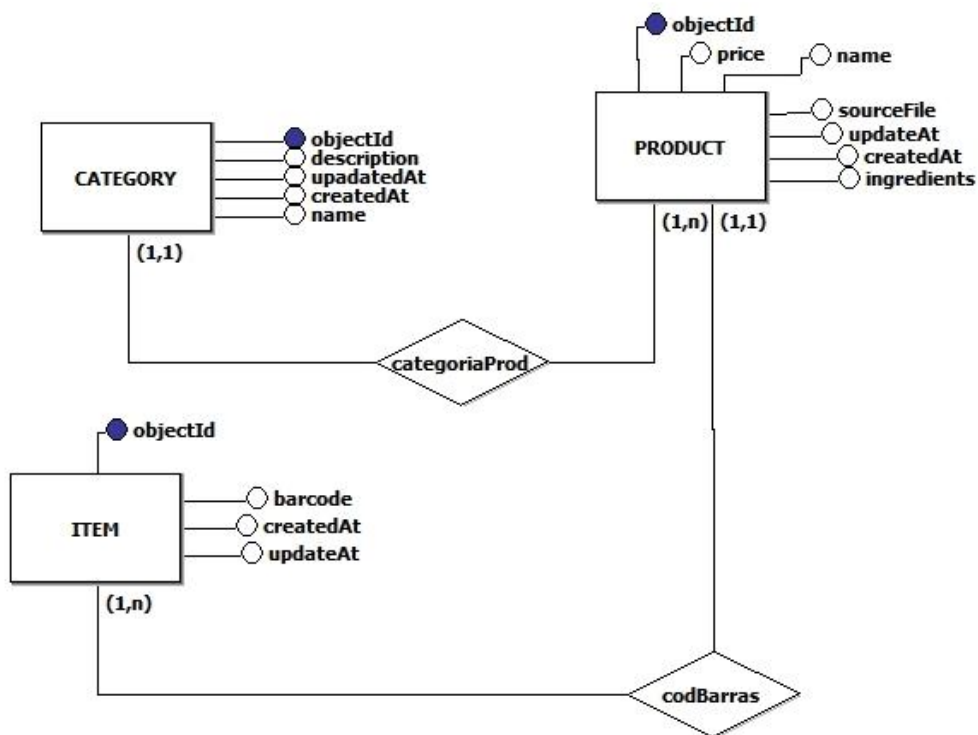 objectId
price
name
sourceFile
updateAt
createdAt
ingredients
PRODUCT
(1,n)
(1,1)
CATEGORY
objectId
description
upadatedAt
createdAt
name
(1,1)
categoriaProd
objectId
ITEM
barcode
createdAt
updateAt
(1,n)
codBarras